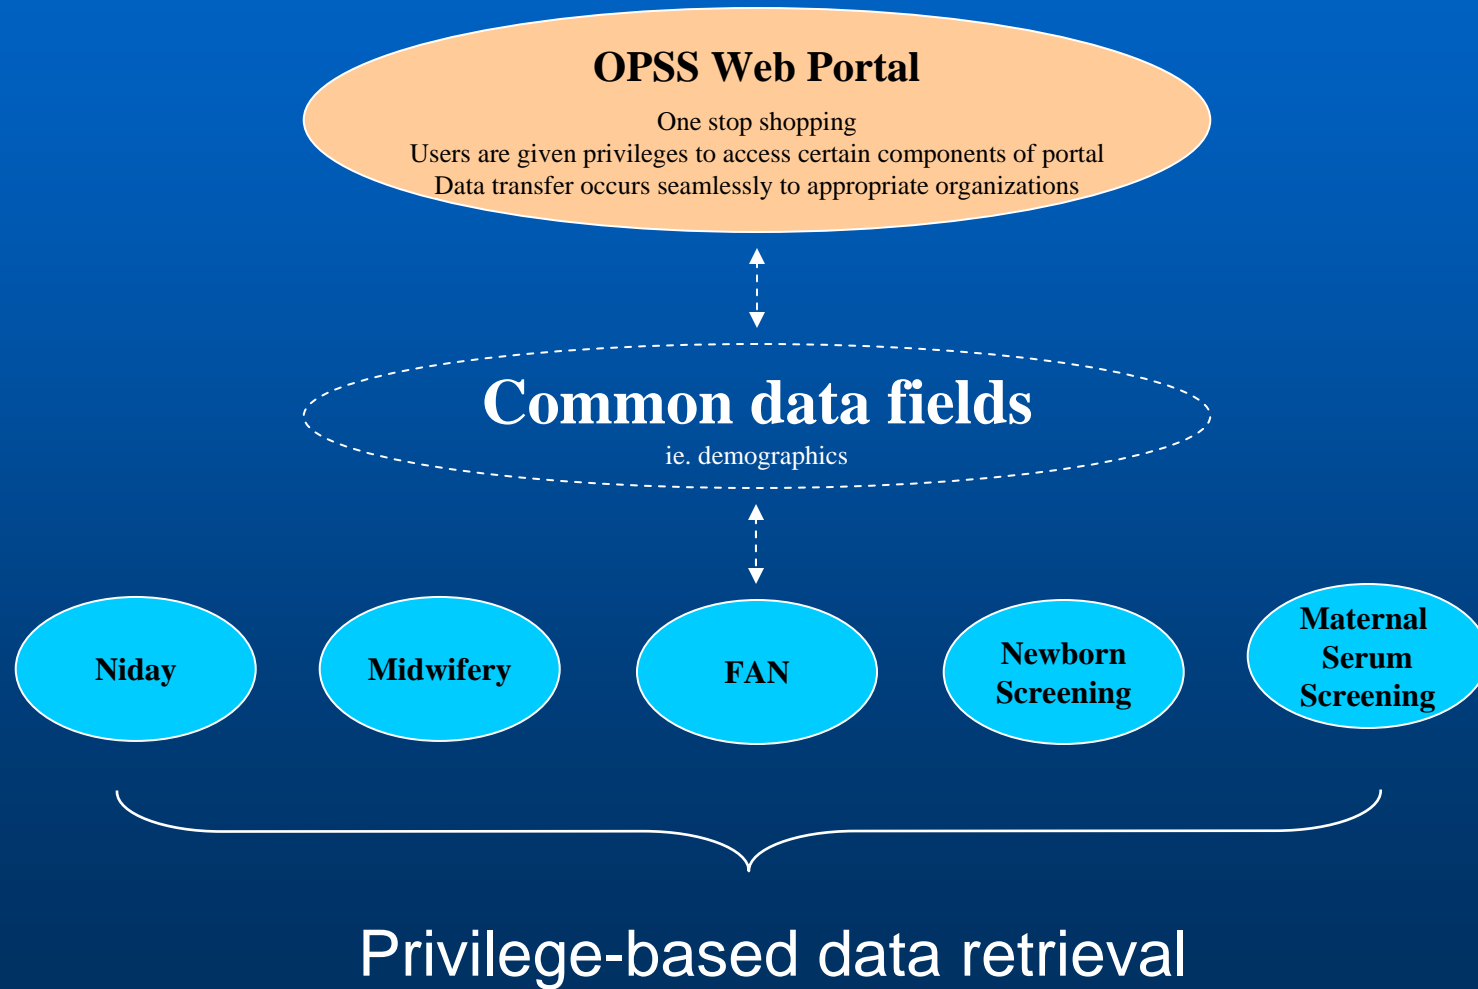 OPSS Web Portal
One stop shopping
Users are given privileges to access certain components of portal
Data transfer occurs seamlessly to appropriate organizations
Common data fields
ie. demographics
Niday
Midwifery
FAN
Newborn
Screening
Maternal
Serum
Screening
Privilege-based data retrieval